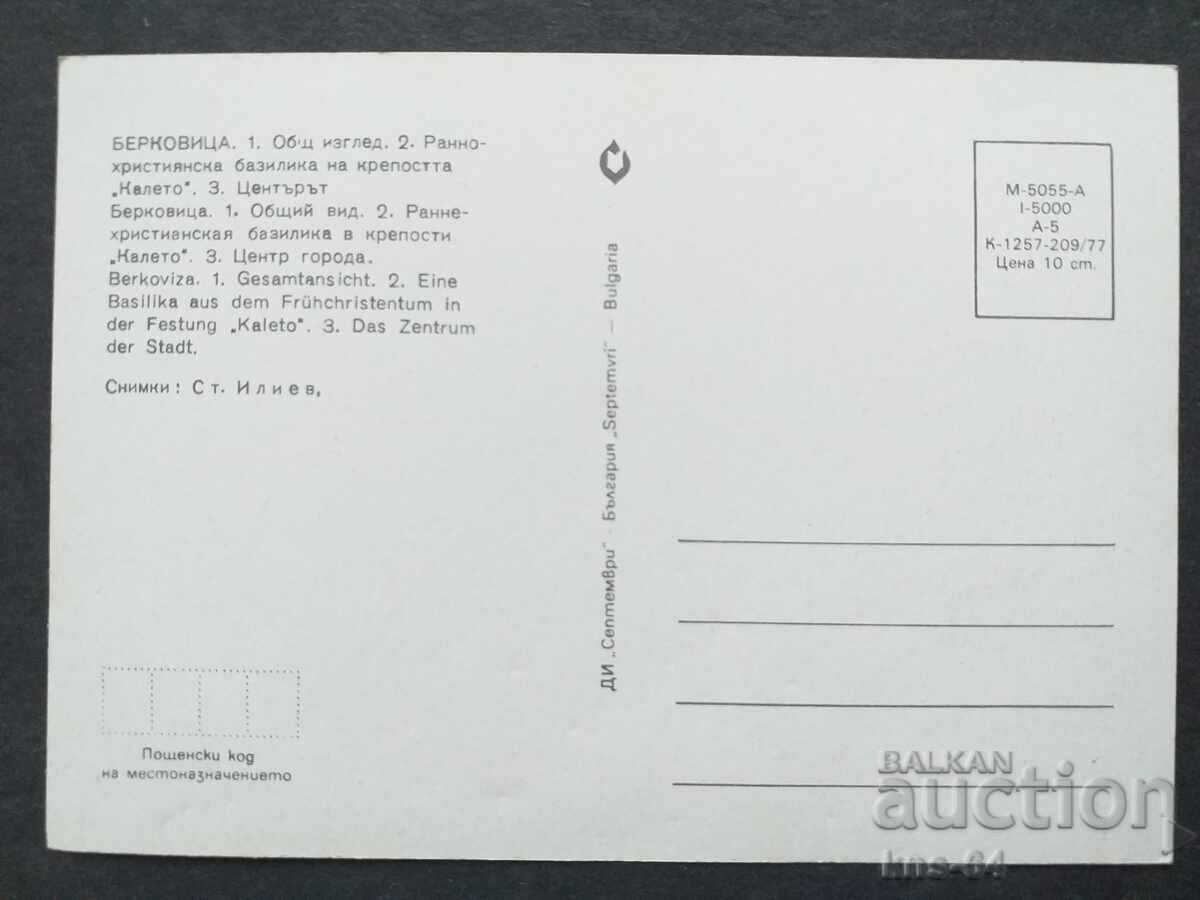 БЕРКОВИЦА. 1. Общ изглед. 2. Ранно-
християнска базилика на крепостта
„Калето". 3. Центърът
Берковица. 1. Общий вид. 2. Ранне-
христианская базилика в крепости
„Калето". 3. Центр города.
Berkoviza. 1. Gesamtansicht. 2. Eine
Basilika aus dem Frühchristentum in
der Festung „Kaleto". 3. Das Zentrum
der Stadt.
Снимки: Ст. Илиев,
Пощенски код
на местоназначението
ДИ „Септември" · България „Septemvri" — Bulgaria
М-5055-А
I-5000
А-5
К-1257-209/77
Цена 10 ст.
BALKAN
auction
kns-64